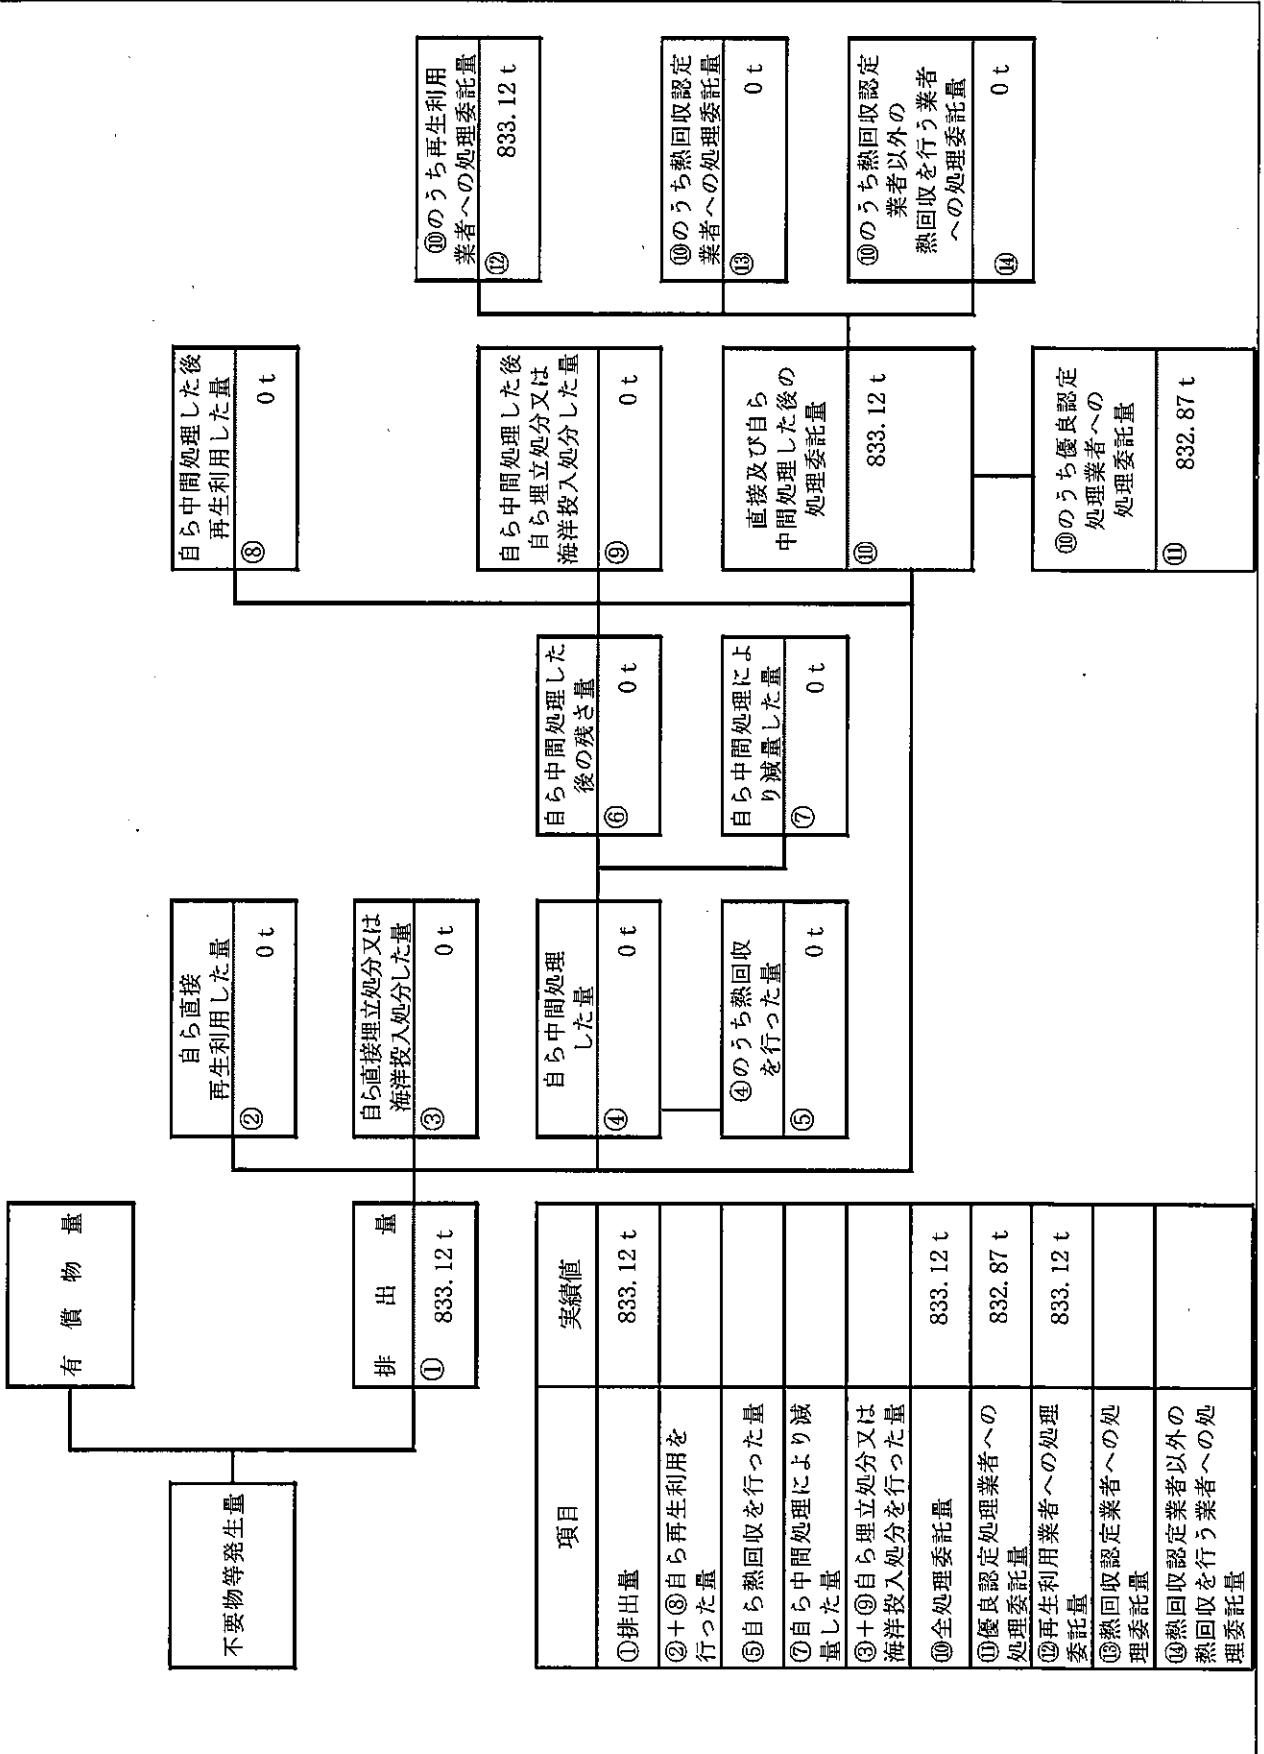 有償物量
不要物等発生量
排出量
① 833.12 t
自ら直接
再生利用した量
② 0 t
自ら直接埋立処分又は
海洋投入処分した量
③ 0 t
自ら中間処理
した量
④ 0 t
④のうち熱回収
を行った量
⑤ 0 t
自ら中間処理した
後の残さ量
⑥ 0 t
自ら中間処理によ
り減量した量
⑦ 0 t
自ら中間処理した後
再生利用した量
⑧ 0 t
自ら中間処理した後
自ら埋立処分又は
海洋投入処分した量
⑨ 0 t
直接及び自ら
中間処理した後の
処理委託量
⑩ 833.12 t
⑩のうち優良認定
処理業者への
処理委託量
⑪ 832.87 t
⑩のうち再生利用
業者への処理委託量
⑫ 833.12 t
⑩のうち熱回収認定
業者への処理委託量
⑬ 0 t
⑩のうち熱回収認定
業者以外の
熱回収を行う業者
への処理委託量
⑭ 0 t
項目 実績値
①排出量 833.12 t
②+⑧自ら再生利用を
行った量
⑤自ら熱回収を行った量
⑦自ら中間処理により減
量した量
③+⑨自ら埋立処分又は
海洋投入処分を行った量
⑩全処理委託量 833.12 t
⑪優良認定処理業者への
処理委託量 832.87 t
⑫再生利用業者への処理
委託量 833.12 t
⑬熱回収認定業者への処
理委託量
⑭熱回収認定業者以外の
熱回収を行う業者への処
理委託量